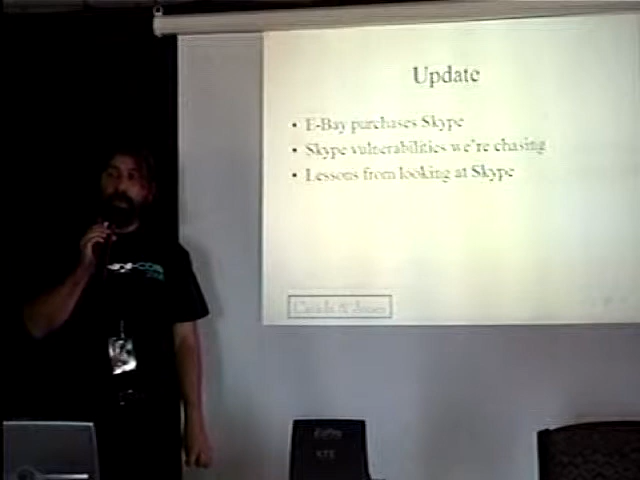 Update
• E-Bay purchases Skype
• Skype vulnerabilities we're chasing
• Lessons from looking at Skype